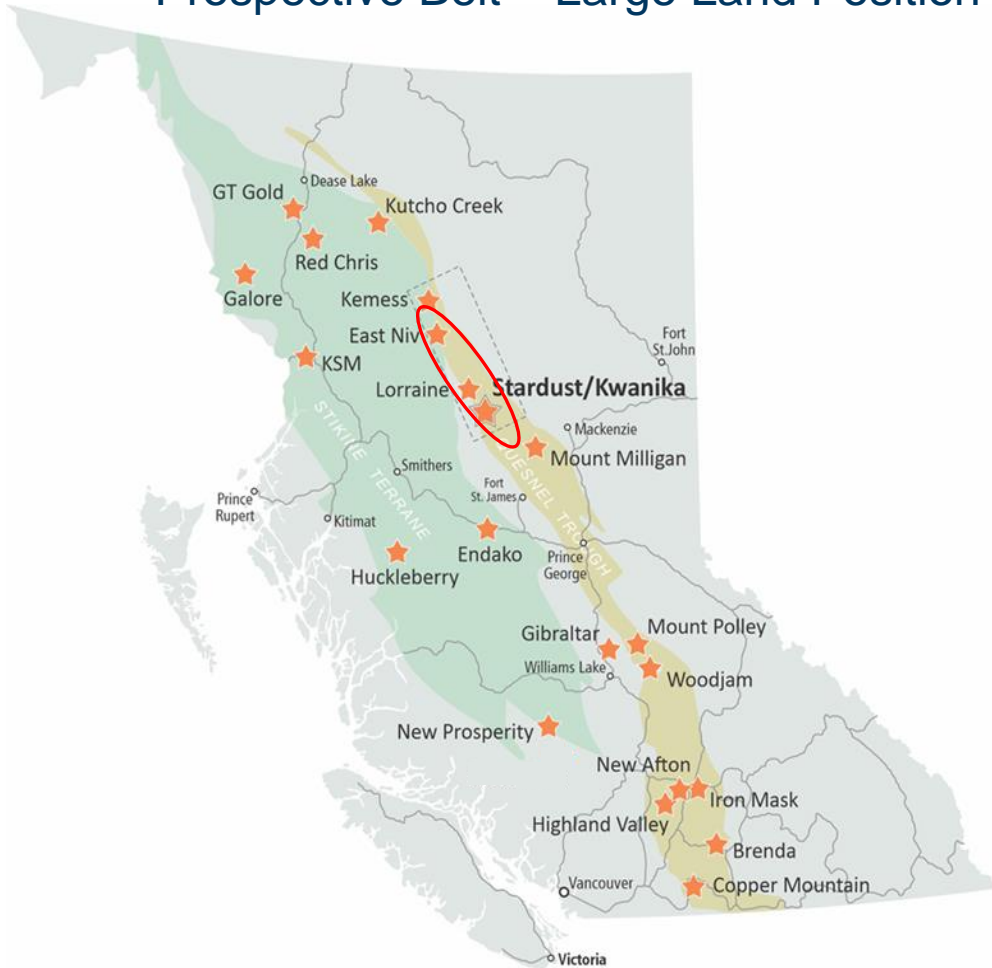 Prospective Belt – Large Land Position
Dease Lake
GT Gold
Kutcho Creek
Red Chris
Galore
Kemess
East Niv
Fort
St.John
KSM
Lorraine
Stardust/Kwanika
Mackenzie
Mount Milligan
STIKINE TERRANE
QUESNEL TROUGH
Smithers
Fort
St. James
Prince
Rupert
Kitimat
Endako
Prince
George
Huckleberry
Gibraltar
Mount Polley
Williams Lake
Woodjam
New Prosperity
New Afton
Iron Mask
Highland Valley
Brenda
Vancouver
Copper Mountain
Victoria